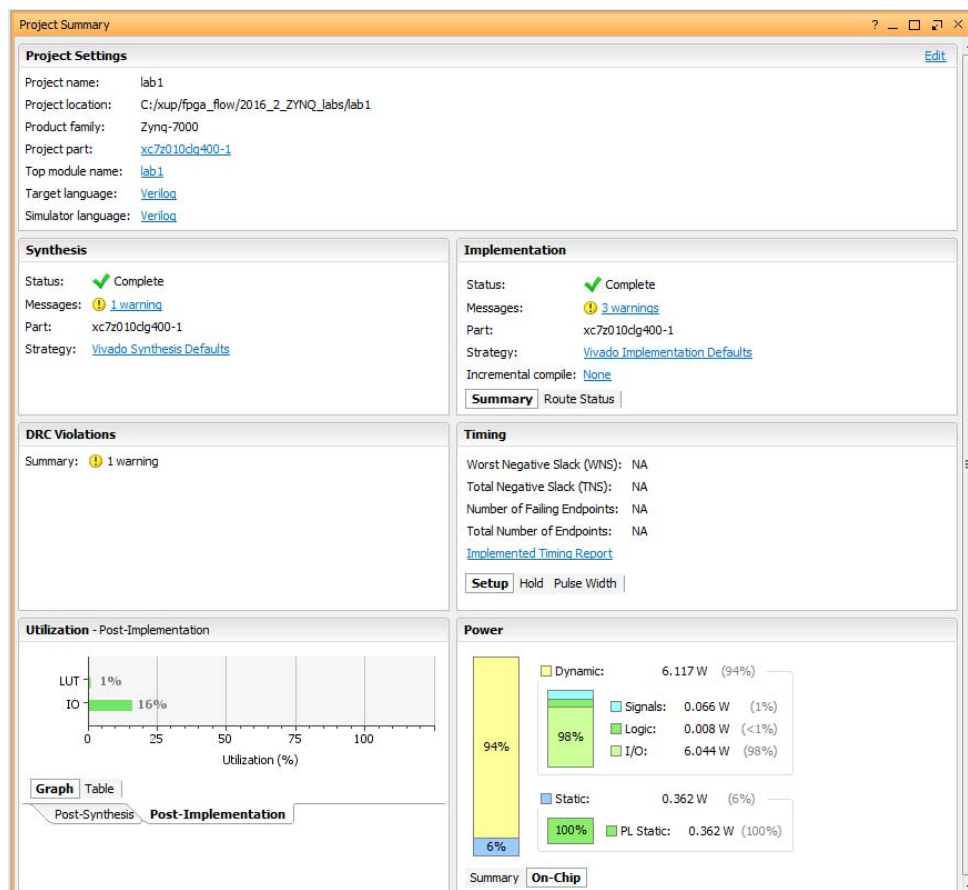 Project Summary
?
Project Settings
Edit
Project name: lab1
Project location: C:/xup/fpga_flow/2016_2_ZYNQ_labs/lab1
Product family: Zynq-7000
Project part: xc7z010clg400-1
Top module name: lab1
Target language: Verilog
Simulator language: Verilog
Synthesis
Status: Complete
Messages: 1 warning
Part: xc7z010clg400-1
Strategy: Vivado Synthesis Defaults
Implementation
Status: Complete
Messages: 3 warnings
Part: xc7z010clg400-1
Strategy: Vivado Implementation Defaults
Incremental compile: None
Summary Route Status
DRC Violations
Summary: 1 warning
Timing
Worst Negative Slack (WNS): NA
Total Negative Slack (TNS): NA
Number of Failing Endpoints: NA
Total Number of Endpoints: NA
Implemented Timing Report
Setup Hold Pulse Width
Utilization - Post-Implementation
LUT 1%
IO 16%
0 25 50 75 100
Utilization (%)
Graph Table
Post-Synthesis Post-Implementation
Power
94%
6%
Dynamic: 6.117 W (94%)
98%
Signals: 0.066 W (1%)
Logic: 0.008 W (<1%)
I/O: 6.044 W (98%)
Static: 0.362 W (6%)
100% PL Static: 0.362 W (100%)
Summary On-Chip